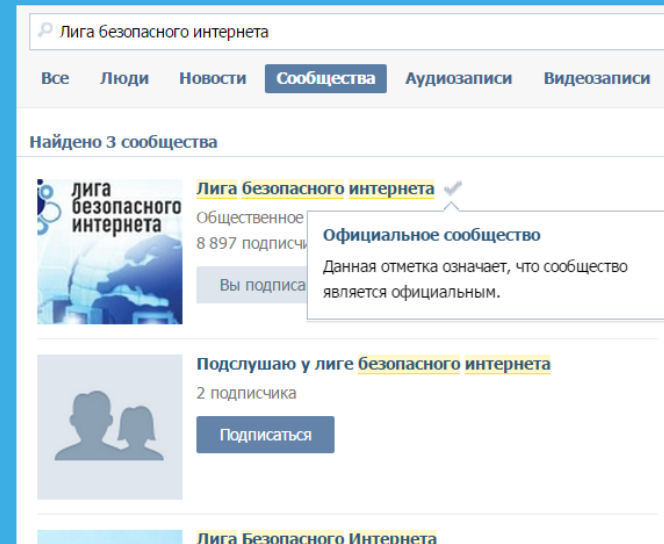 Лига безопасного интернета
Все Люди Новости Сообщества Аудиозаписи Видеозаписи
Найдено 3 сообщества
лига
безопасного
интернета
Лига безопасного интернета
Общественное
8 897
Официальное сообщество
Данная отметка означает, что сообщество
является официальным.
Вы
Подслушаю у лиге безопасного интернета
2 подписчика
Подписаться
Лига Безопасного Интернета